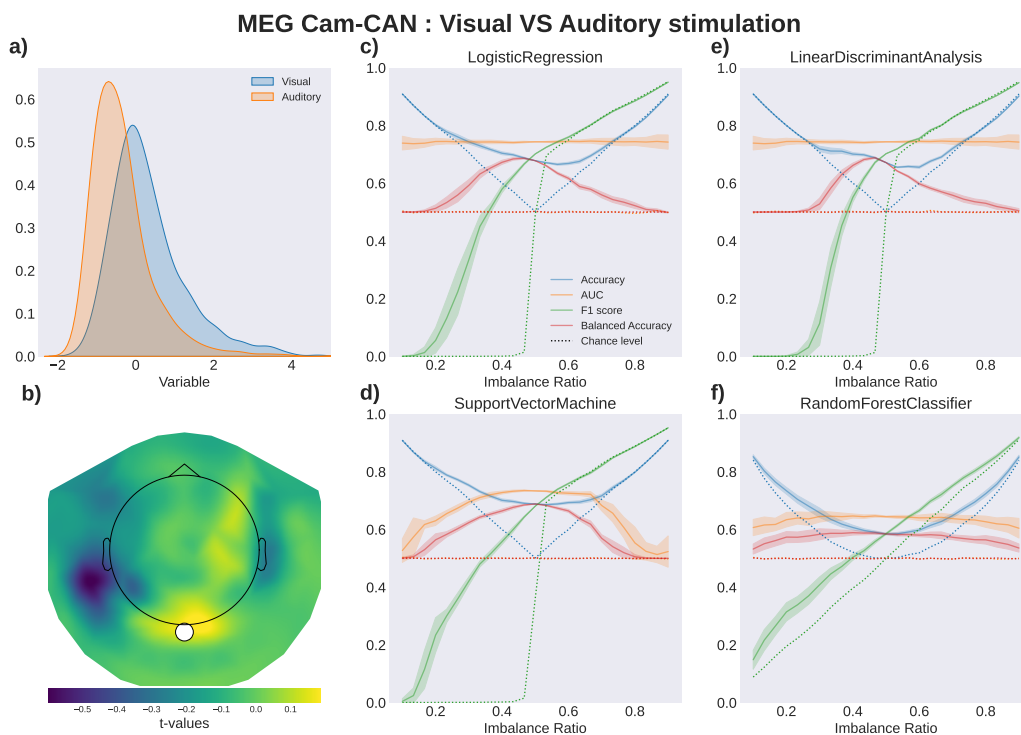 MEG Cam-CAN : Visual VS Auditory stimulation
a)
Visual
Auditory
0.6
0.5
0.4
0.3
0.2
0.1
0.0
−2 0 2 4
Variable
b)
−0.5 −0.4 −0.3 −0.2 −0.1 0.0 0.1
t-values
c)
LogisticRegression
1.0
0.8
0.6
0.4
0.2
0.0
Accuracy
AUC
F1 score
Balanced Accuracy
Chance level
0.2 0.4 0.6 0.8
Imbalance Ratio
d)
SupportVectorMachine
1.0
0.8
0.6
0.4
0.2
0.0
0.2 0.4 0.6 0.8
Imbalance Ratio
e)
LinearDiscriminantAnalysis
1.0
0.8
0.6
0.4
0.2
0.0
0.2 0.4 0.6 0.8
Imbalance Ratio
f)
RandomForestClassifier
1.0
0.8
0.6
0.4
0.2
0.0
0.2 0.4 0.6 0.8
Imbalance Ratio